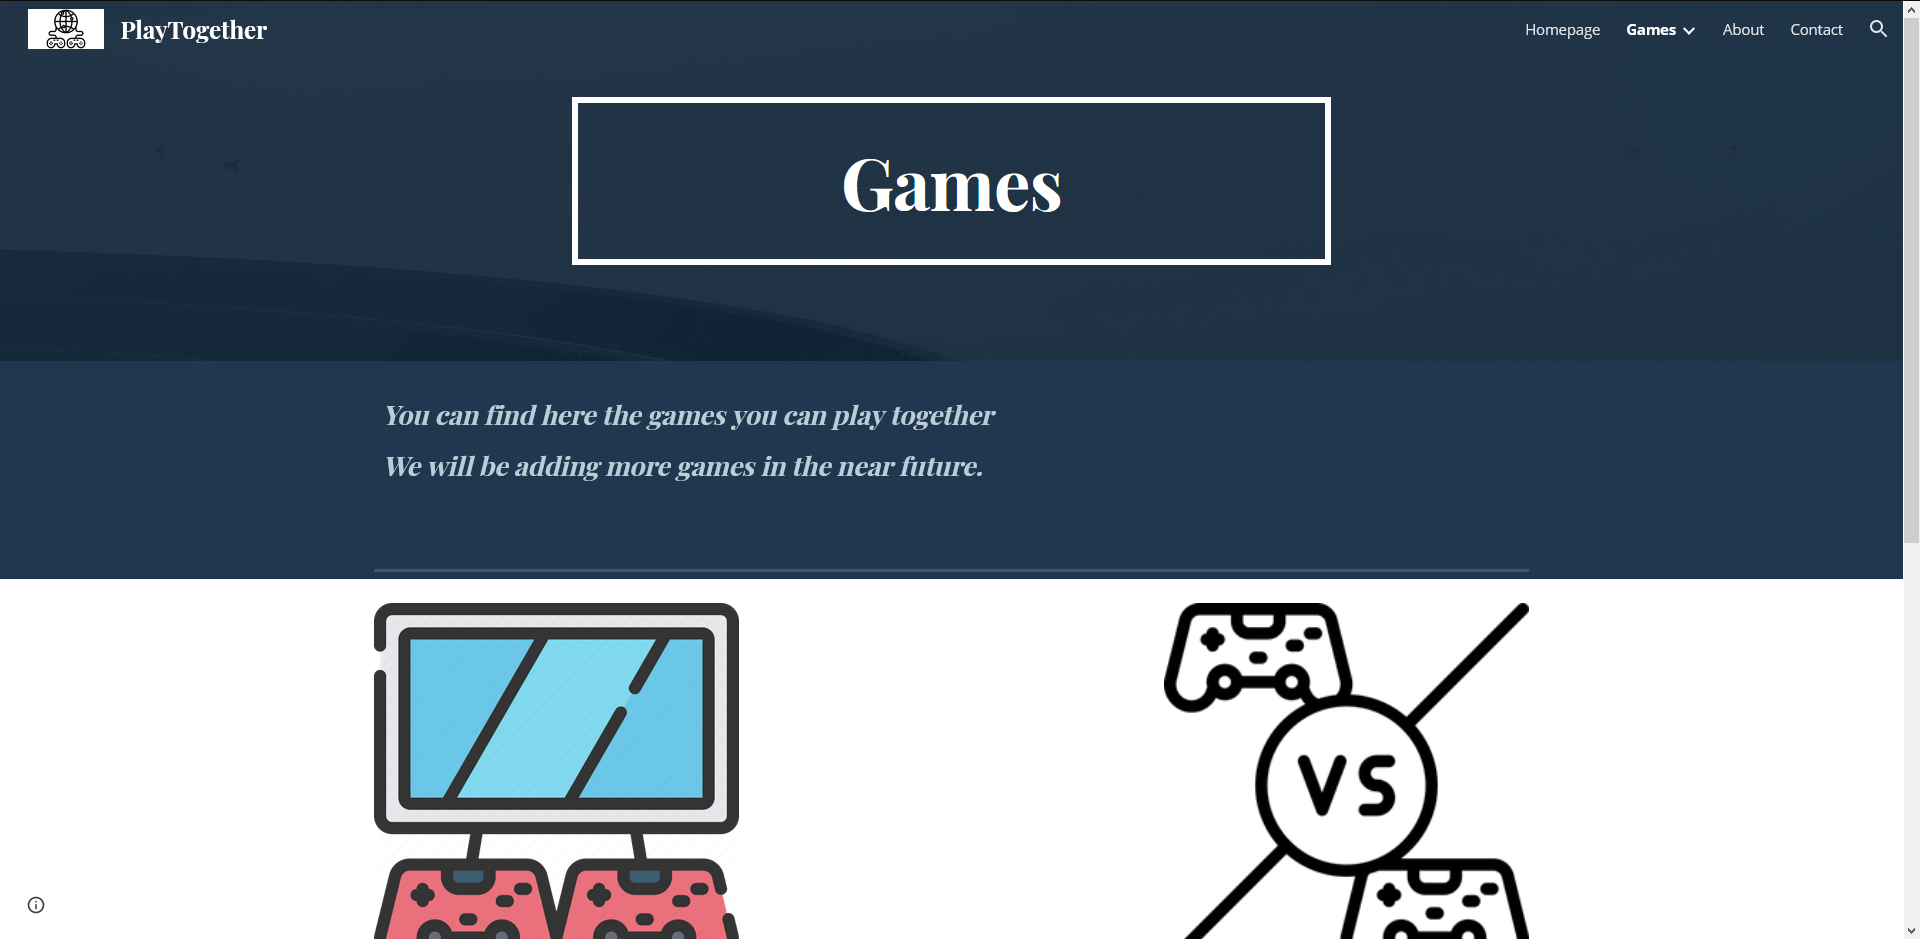 PlayTogether
Homepage
Games
About
Contact
Games
You can find here the games you can play together
We will be adding more games in the near future.
VS